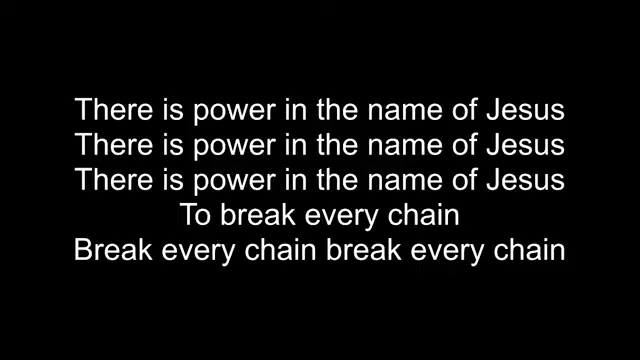 There is power in the name of Jesus
There is power in the name of Jesus
There is power in the name of Jesus
To break every chain
Break every chain break every chain